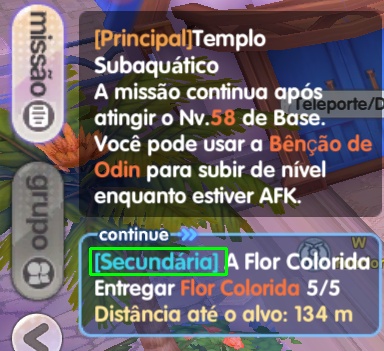 missão
grupo
[Principal]Templo
Subaquático
A missão continua após
atingir o Nv.58 de Base.
Você pode usar a Bênção de
Odin para subir de nível
enquanto estiver AFK.
Teleporte/D
continue
[Secundária] A Flor Colorida
Entregar Flor Colorida 5/5
Distância até o alvo: 134 m
W